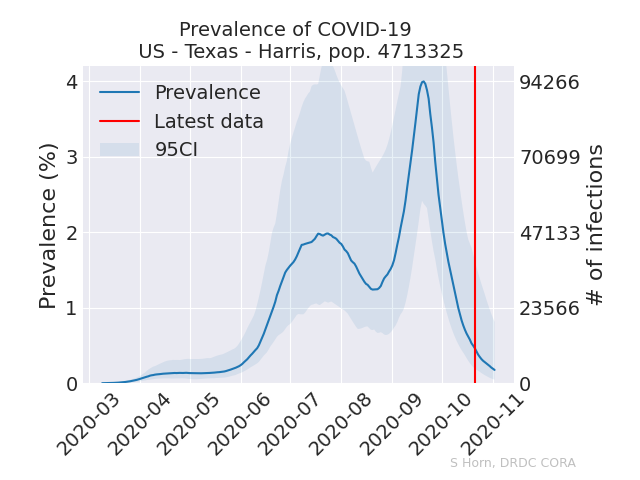 Prevalence of COVID-19
US - Texas - Harris, pop. 4713325
Prevalence
Latest data
95CI
Prevalence (%)
4
3
2
1
0
94266
70699
47133
23566
0
# of infections
2020-03
2020-04
2020-05
2020-06
2020-07
2020-08
2020-09
2020-10
2020-11
S Horn, DRDC CORA